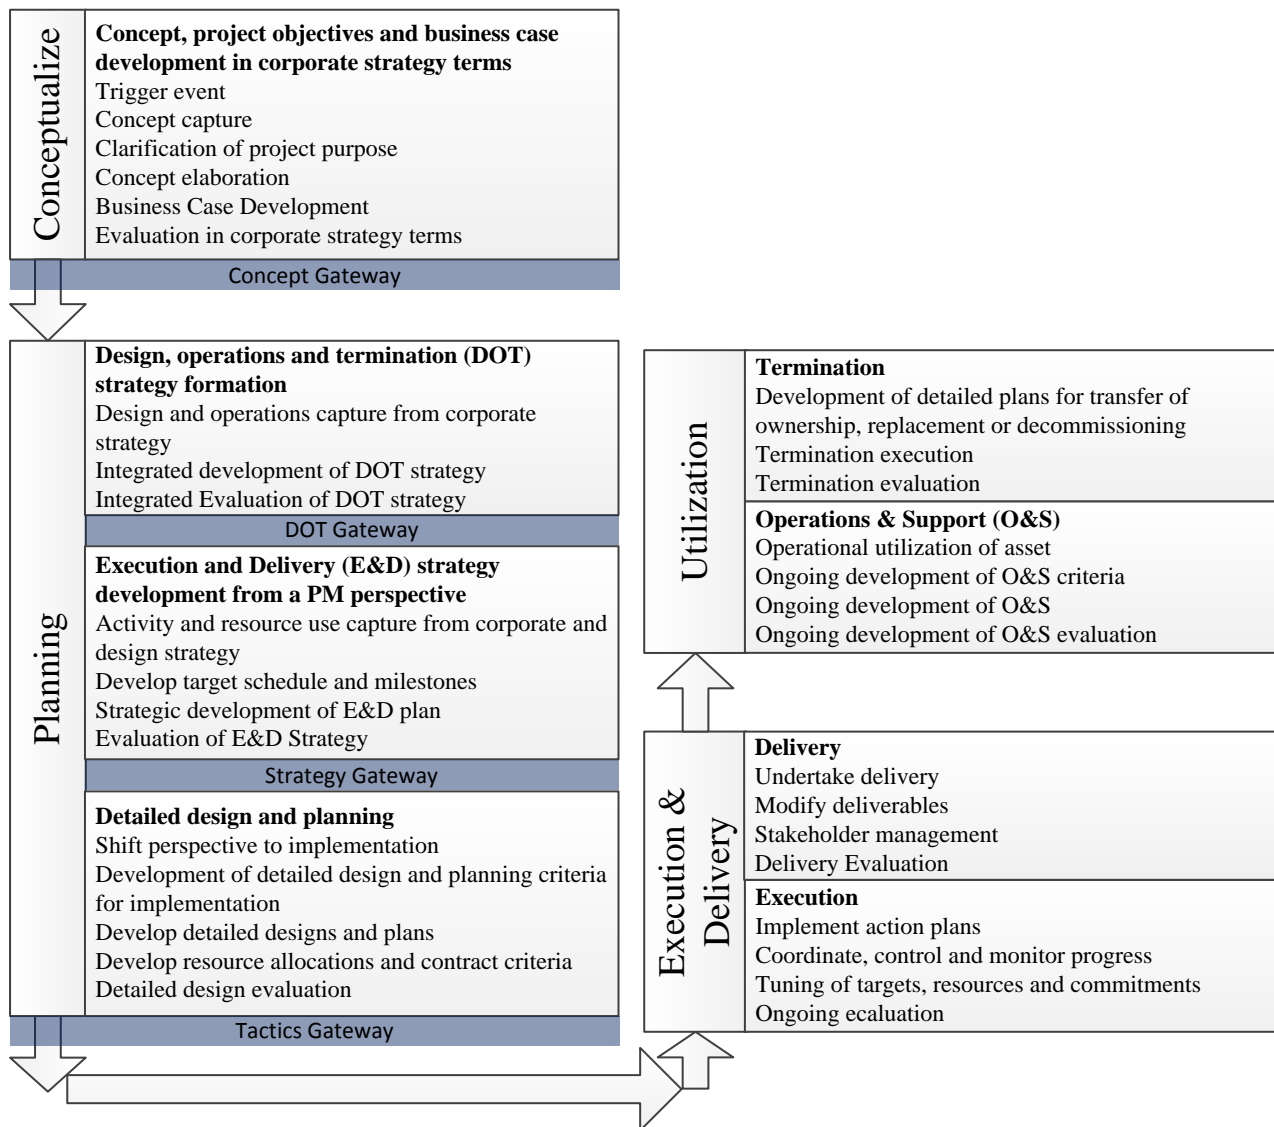 Conceptualize
Concept, project objectives and business case
development in corporate strategy terms
Trigger event
Concept capture
Clarification of project purpose
Concept elaboration
Business Case Development
Evaluation in corporate strategy terms
Concept Gateway
Planning
Design, operations and termination (DOT)
strategy formation
Design and operations capture from corporate
strategy
Integrated development of DOT strategy
Integrated Evaluation of DOT strategy
DOT Gateway
Execution and Delivery (E&D) strategy
development from a PM perspective
Activity and resource use capture from corporate and
design strategy
Develop target schedule and milestones
Strategic development of E&D plan
Evaluation of E&D Strategy
Strategy Gateway
Detailed design and planning
Shift perspective to implementation
Development of detailed design and planning criteria
for implementation
Develop detailed designs and plans
Develop resource allocations and contract criteria
Detailed design evaluation
Tactics Gateway
Utilization
Termination
Development of detailed plans for transfer of
ownership, replacement or decommissioning
Termination execution
Termination evaluation
Operations & Support (O&S)
Operational utilization of asset
Ongoing development of O&S criteria
Ongoing development of O&S
Ongoing development of O&S evaluation
Execution &
Delivery
Delivery
Undertake delivery
Modify deliverables
Stakeholder management
Delivery Evaluation
Execution
Implement action plans
Coordinate, control and monitor progress
Tuning of targets, resources and commitments
Ongoing ecaluation